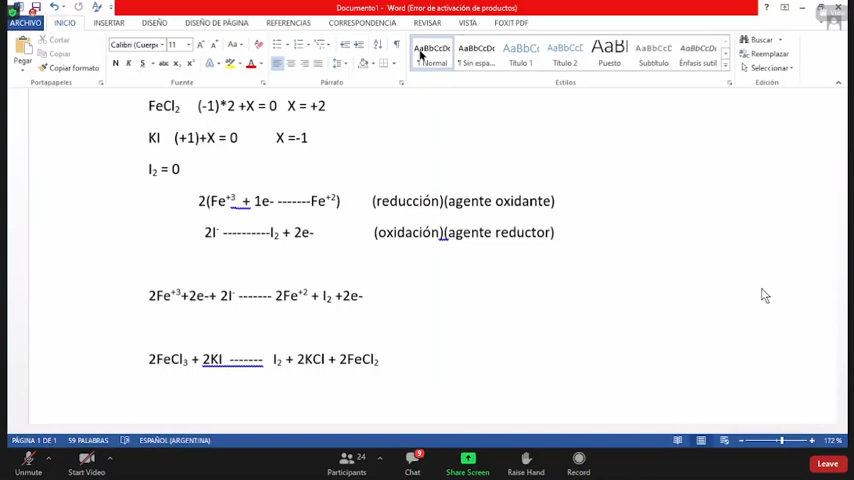 Documento1 - Word (Error de activación de productos)
ARCHIVO INICIO INSERTAR DISEÑO DISEÑO DE PÁGINA REFERENCIAS CORRESPONDENCIA REVISAR VISTA FOXIT PDF
Pegar
Cortar
Copiar
Copiar formato
Portapapeles
Calibri (Cuerpo 11
Fuente
Párrafo
AaBbCcDc AaBbCcDc AaBbCc AaBbCc AaBl AaBbCcC AaBbCcDc
¶ Normal ¶ Sin espa... Título 1 Título 2 Puesto Subtítulo Énfasis sutil
Estilos
Buscar
Reemplazar
Seleccionar
Edición
FeCl₂ (-1)*2 +X = 0 X = +2
KI (+1)+X = 0 X =-1
I₂ = 0
2(Fe⁺³ + 1e- -------Fe⁺²) (reducción)(agente oxidante)
2I⁻ ----------I₂ + 2e- (oxidación)(agente reductor)
2Fe⁺³+2e-+ 2I⁻ ------- 2Fe⁺² + I₂ +2e-
2FeCl₃ + 2KI ------- I₂ + 2KCl + 2FeCl₂
PÁGINA 1 DE 1 59 PALABRAS ESPAÑOL (ARGENTINA) 172 %
Unmute Start Video Participants 24 Chat 9 Share Screen Raise Hand Record Leave